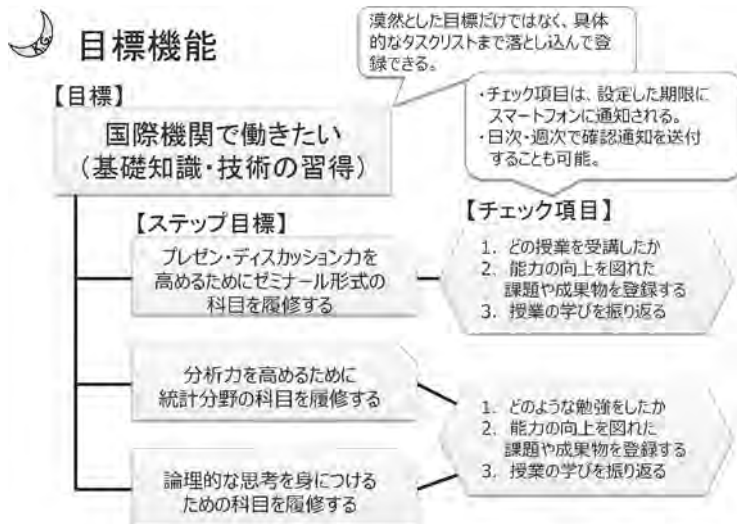 KG
目標機能
漠然とした目標だけではなく、具体
的なタスクリストまで落とし込んで登
録できる。
【目標】
国際機関で働きたい
（基礎知識・技術の習得）
・チェック項目は、設定した期限に
スマートフォンに通知される。
・日次・週次で確認通知を送付
することも可能。
【ステップ目標】
【チェック項目】
プレゼン・ディスカッション力を
高めるためにゼミナール形式の
科目を履修する
1. どの授業を受講したか
2. 能力の向上を図れた
課題や成果物を登録する
3. 授業の学びを振り返る
分析力を高めるために
統計分野の科目を履修する
論理的な思考を身につける
ための科目を履修する
1. どのような勉強をしたか
2. 能力の向上を図れた
課題や成果物を登録する
3. 授業の学びを振り返る